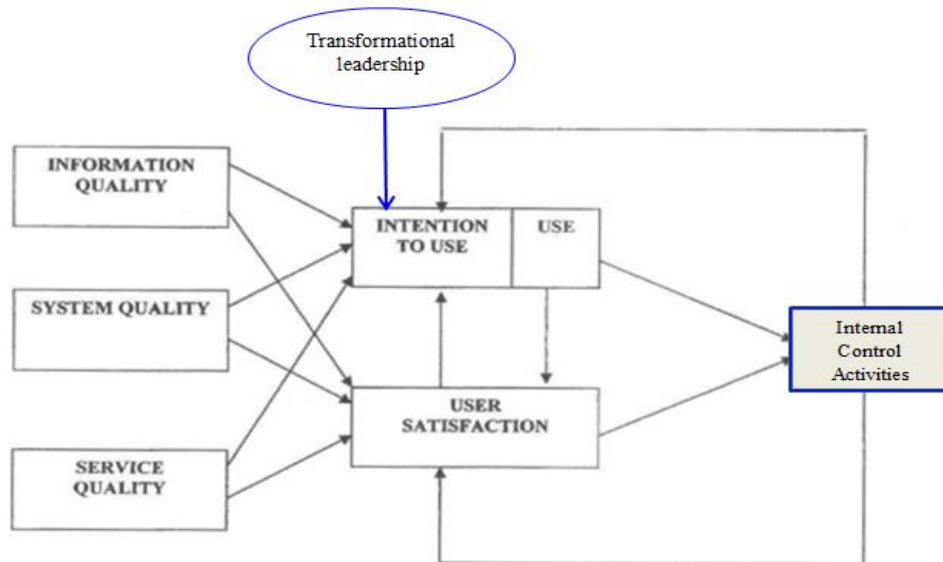 Transformational
leadership
INFORMATION
QUALITY
INTENTION
TO USE
USE
SYSTEM QUALITY
Internal
Control
Activities
USER
SATISFACTION
SERVICE
QUALITY